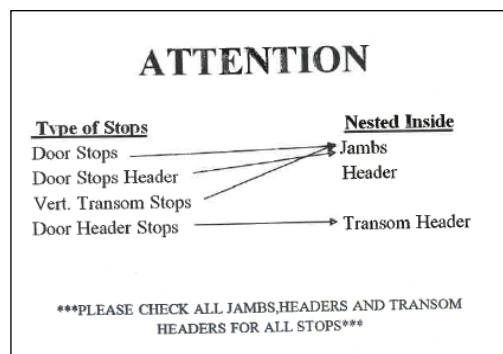 ATTENTION
Type of Stops Nested Inside
Door Stops Jambs
Door Stops Header Header
Vert. Transom Stops
Door Header Stops Transom Header
***PLEASE CHECK ALL JAMBS,HEADERS AND TRANSOM
HEADERS FOR ALL STOPS***